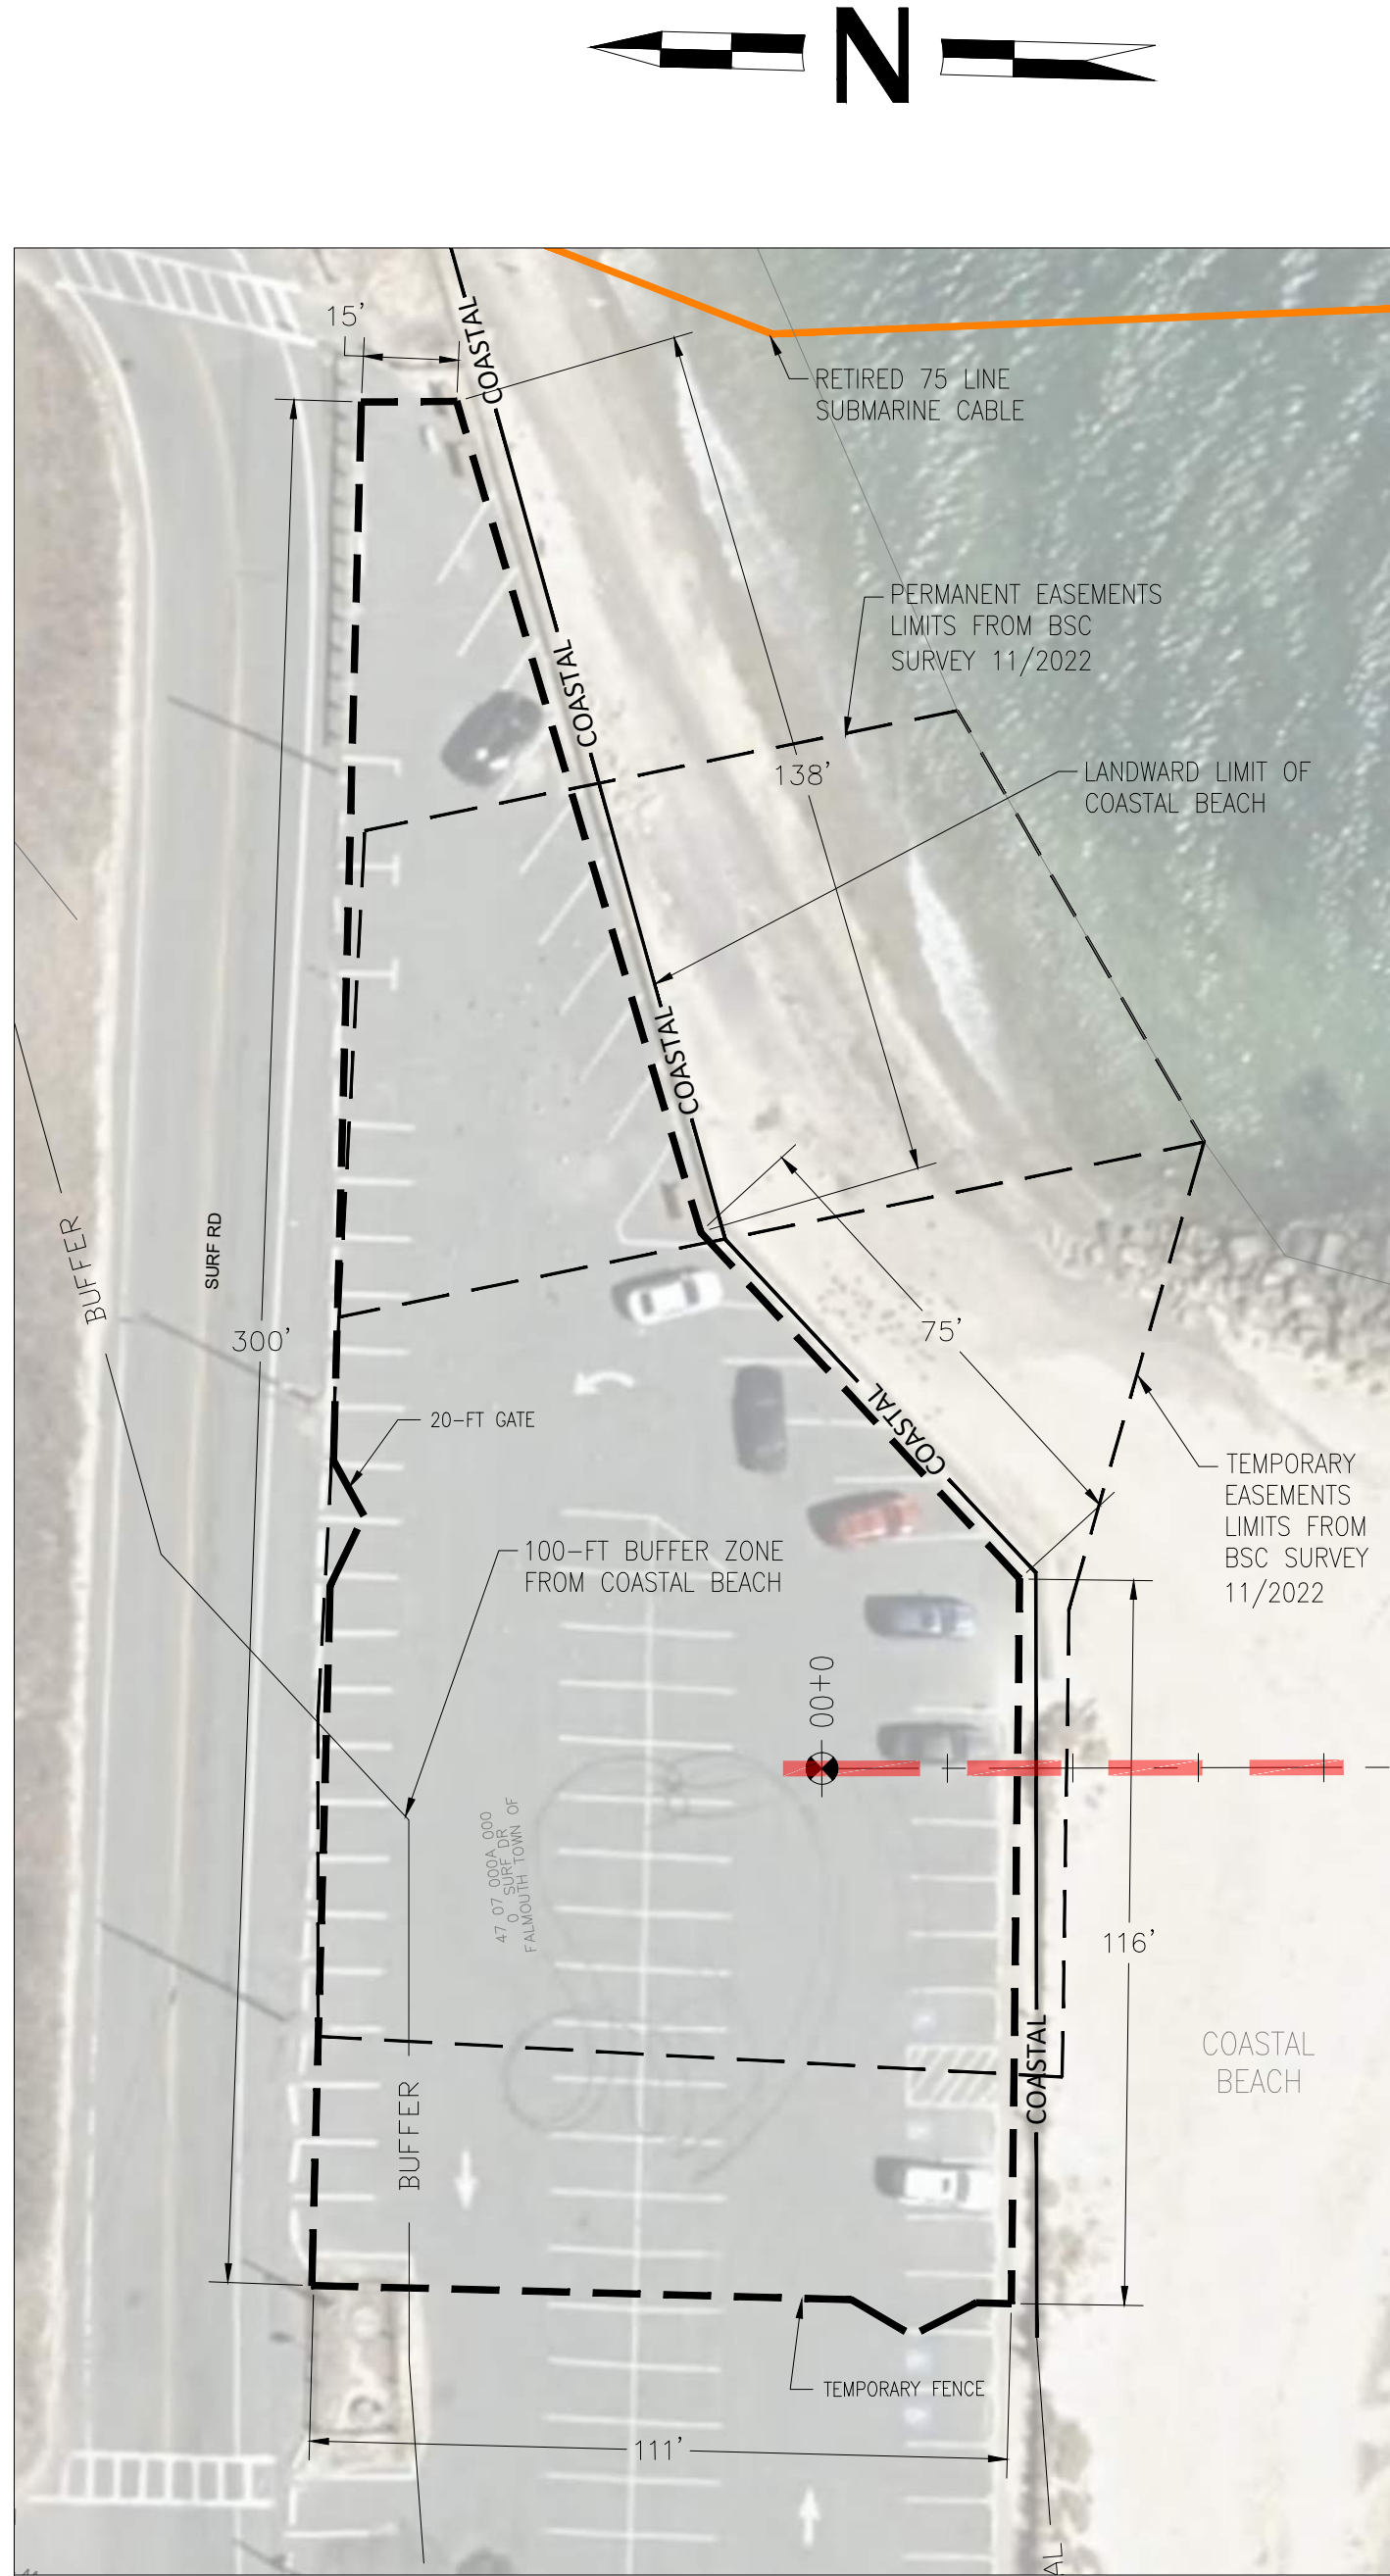 N
15'
COASTAL
RETIRED 75 LINE
SUBMARINE CABLE
PERMANENT EASEMENTS
LIMITS FROM BSC
SURVEY 11/2022
COASTAL
138'
LANDWARD LIMIT OF
COASTAL BEACH
COASTAL
BUFFER
SURF RD
300'
75'
20-FT GATE
COASTAL
TEMPORARY
EASEMENTS
LIMITS FROM
BSC SURVEY
11/2022
100-FT BUFFER ZONE
FROM COASTAL BEACH
0+00
47 07 000A 000
0 SURF DR
FALMOUTH TOWN OF
116'
COASTAL
COASTAL
BEACH
BUFFER
TEMPORARY FENCE
111'
AL